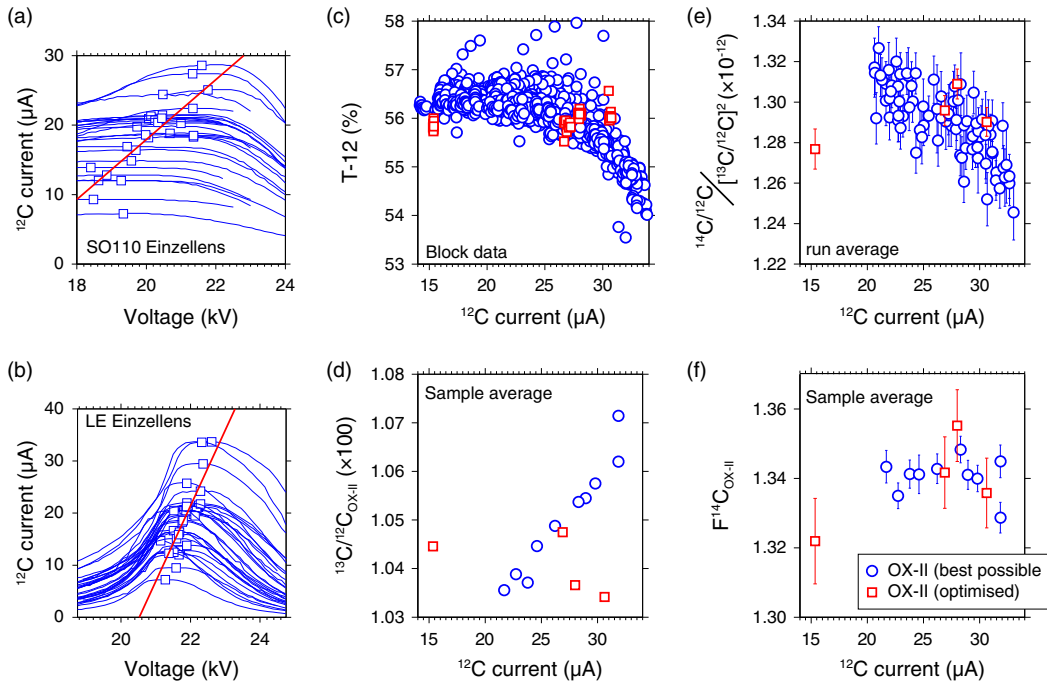 (a)
30
20
10
0
¹²C current (µA)
SO110 Einzellens
18 20 22 24
Voltage (kV)
(b)
40
30
20
10
0
¹²C current (µA)
LE Einzellens
20 22 24
Voltage (kV)
(c)
58
57
56
55
54
53
T-12 (%)
Block data
15 20 25 30
¹²C current (µA)
(d)
1.08
1.07
1.06
1.05
1.04
1.03
¹³C/¹²C_OX-II (×100)
Sample average
15 20 25 30
¹²C current (µA)
(e)
1.34
1.32
1.30
1.28
1.26
1.24
1.22
¹⁴C/¹²C/[¹³C/¹²C]² (×10⁻¹²)
run average
15 20 25 30
¹²C current (µA)
(f)
1.36
1.34
1.32
1.30
F¹⁴C_OX-II
Sample average
OX-II (best possible
OX-II (optimised)
15 20 25 30
¹²C current (µA)